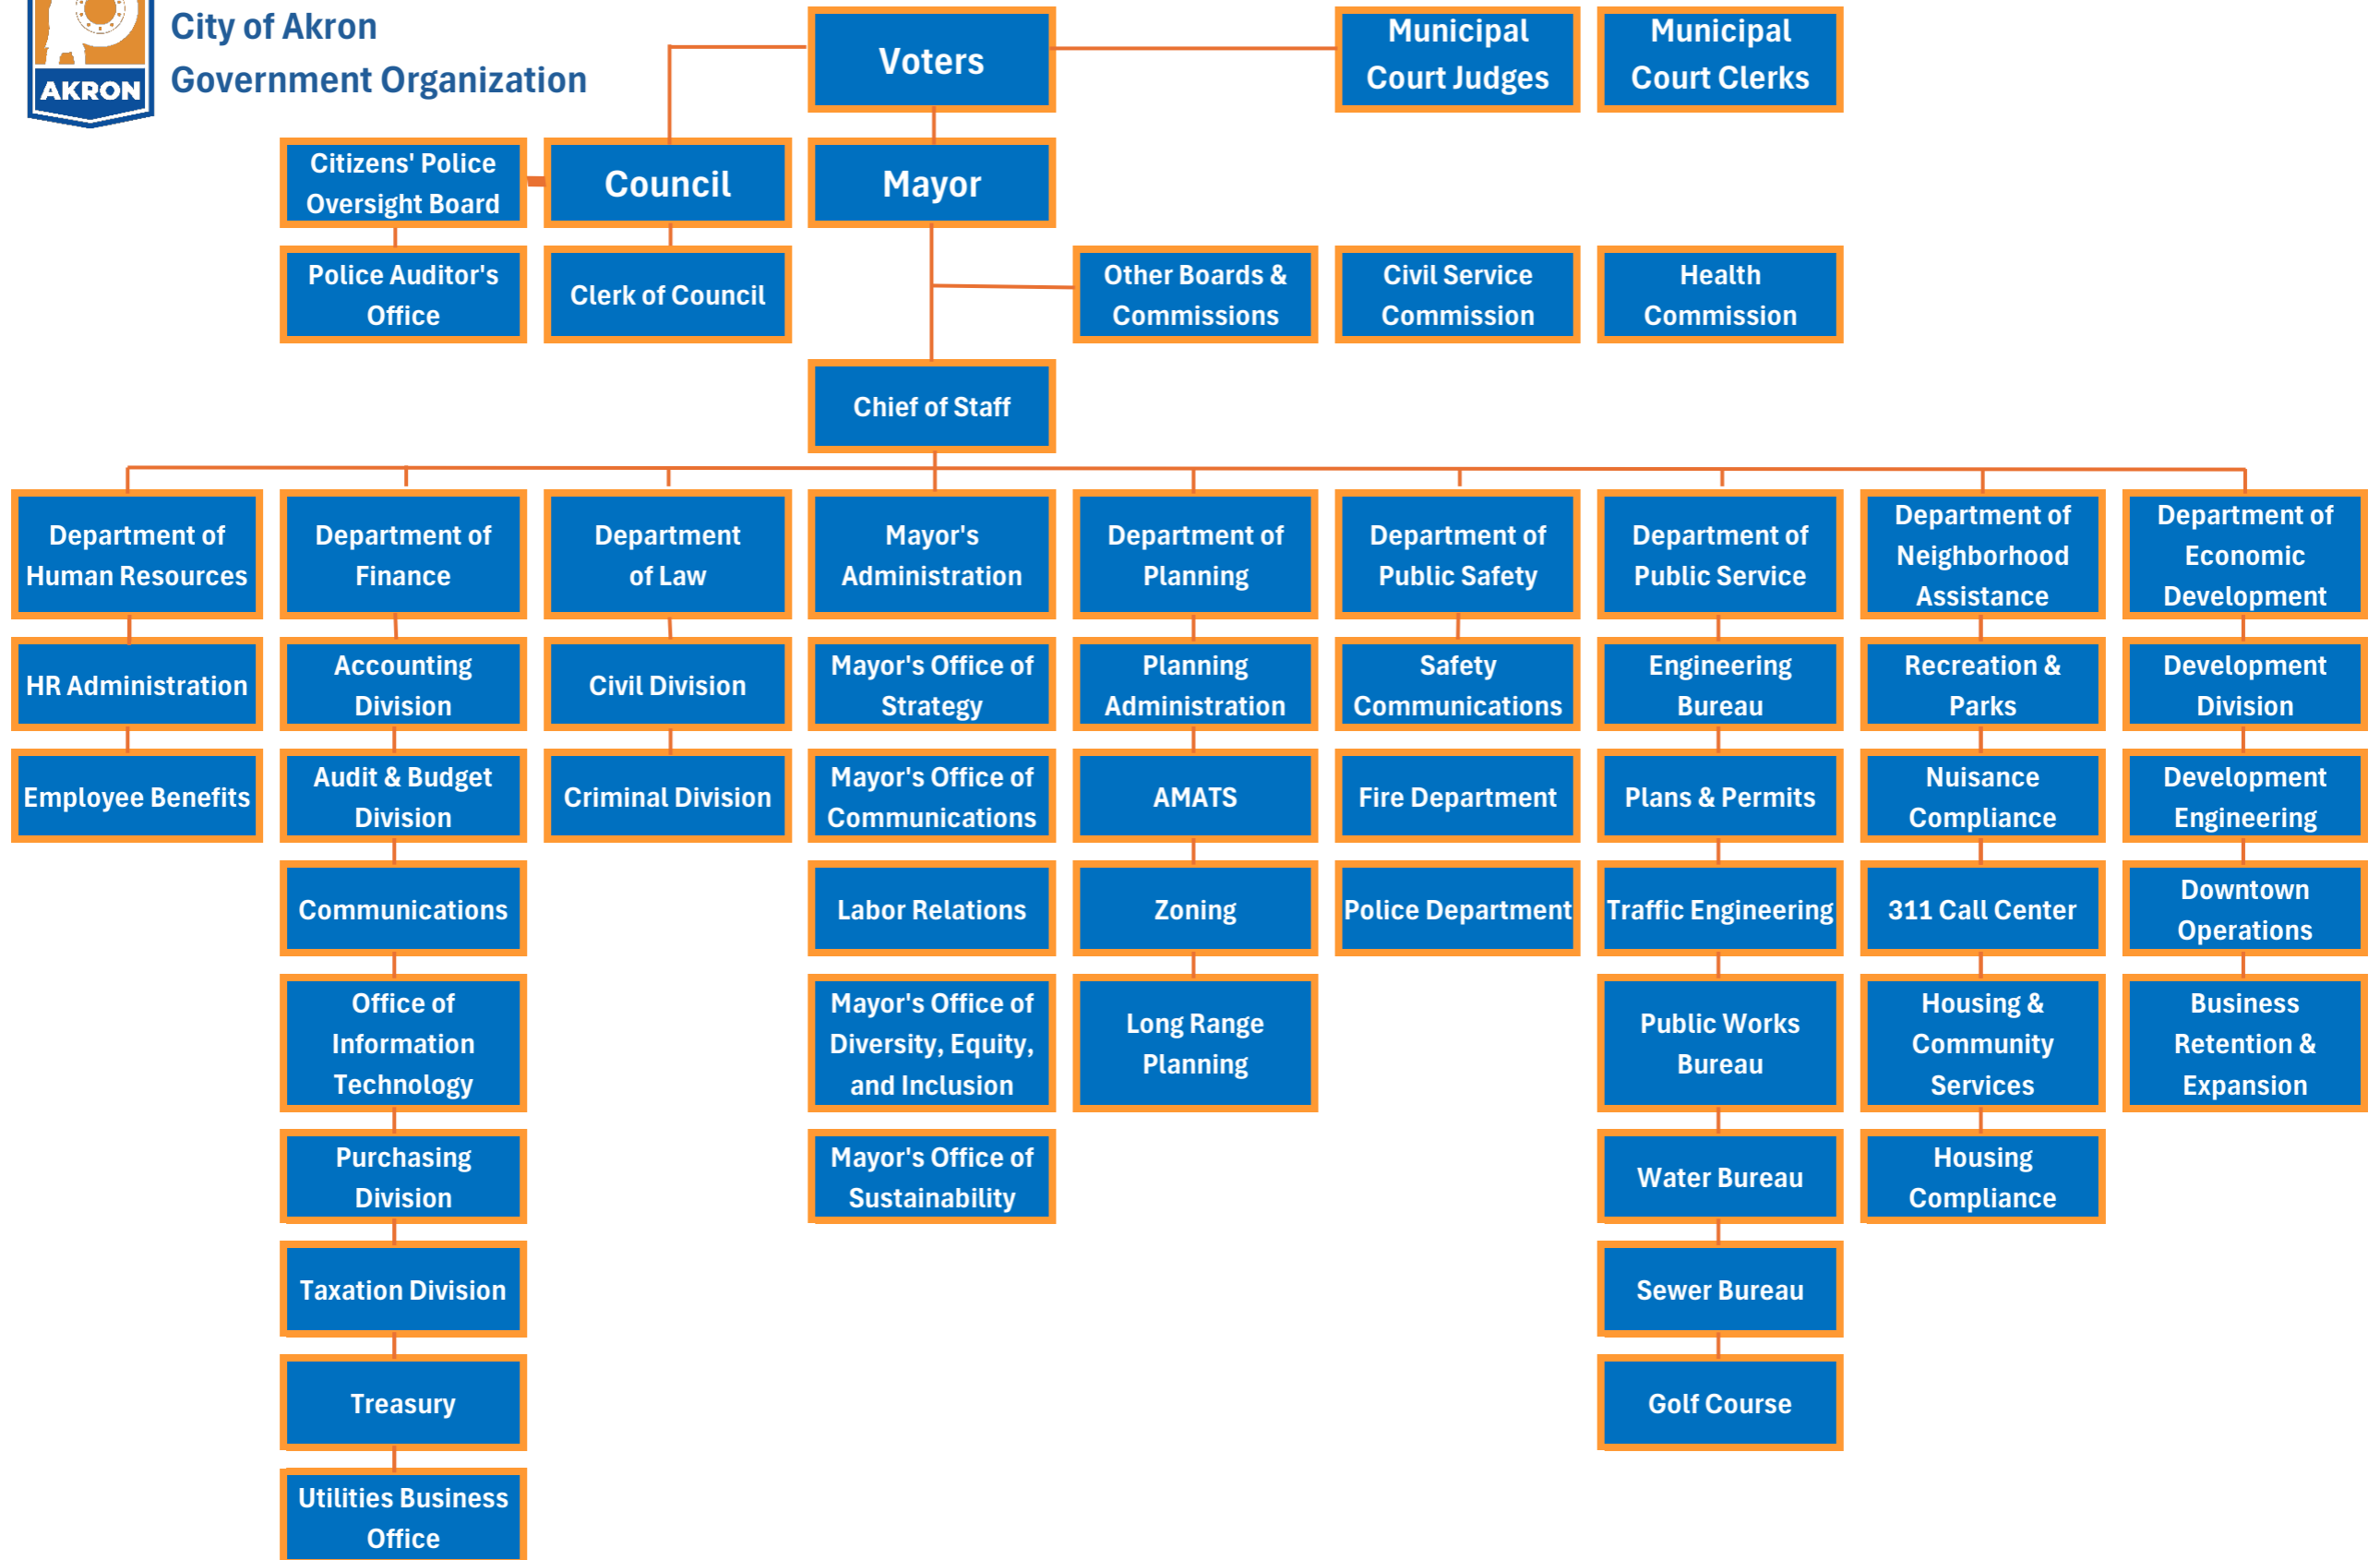 AKRON
City of Akron
Government Organization
Voters
Municipal
Court Judges
Municipal
Court Clerks
Citizens' Police
Oversight Board
Council
Mayor
Police Auditor's
Office
Clerk of Council
Other Boards &
Commissions
Civil Service
Commission
Health
Commission
Chief of Staff
Department of
Human Resources
HR Administration
Employee Benefits
Department of
Finance
Accounting
Division
Audit & Budget
Division
Communications
Office of
Information
Technology
Purchasing
Division
Taxation Division
Treasury
Utilities Business
Office
Department
of Law
Civil Division
Criminal Division
Mayor's
Administration
Mayor's Office of
Strategy
Mayor's Office of
Communications
Labor Relations
Mayor's Office of
Diversity, Equity,
and Inclusion
Mayor's Office of
Sustainability
Department of
Planning
Planning
Administration
AMATS
Zoning
Long Range
Planning
Department of
Public Safety
Safety
Communications
Fire Department
Police Department
Department of
Public Service
Engineering
Bureau
Plans & Permits
Traffic Engineering
Public Works
Bureau
Water Bureau
Sewer Bureau
Golf Course
Department of
Neighborhood
Assistance
Recreation &
Parks
Nuisance
Compliance
311 Call Center
Housing &
Community
Services
Housing
Compliance
Department of
Economic
Development
Development
Division
Development
Engineering
Downtown
Operations
Business
Retention &
Expansion